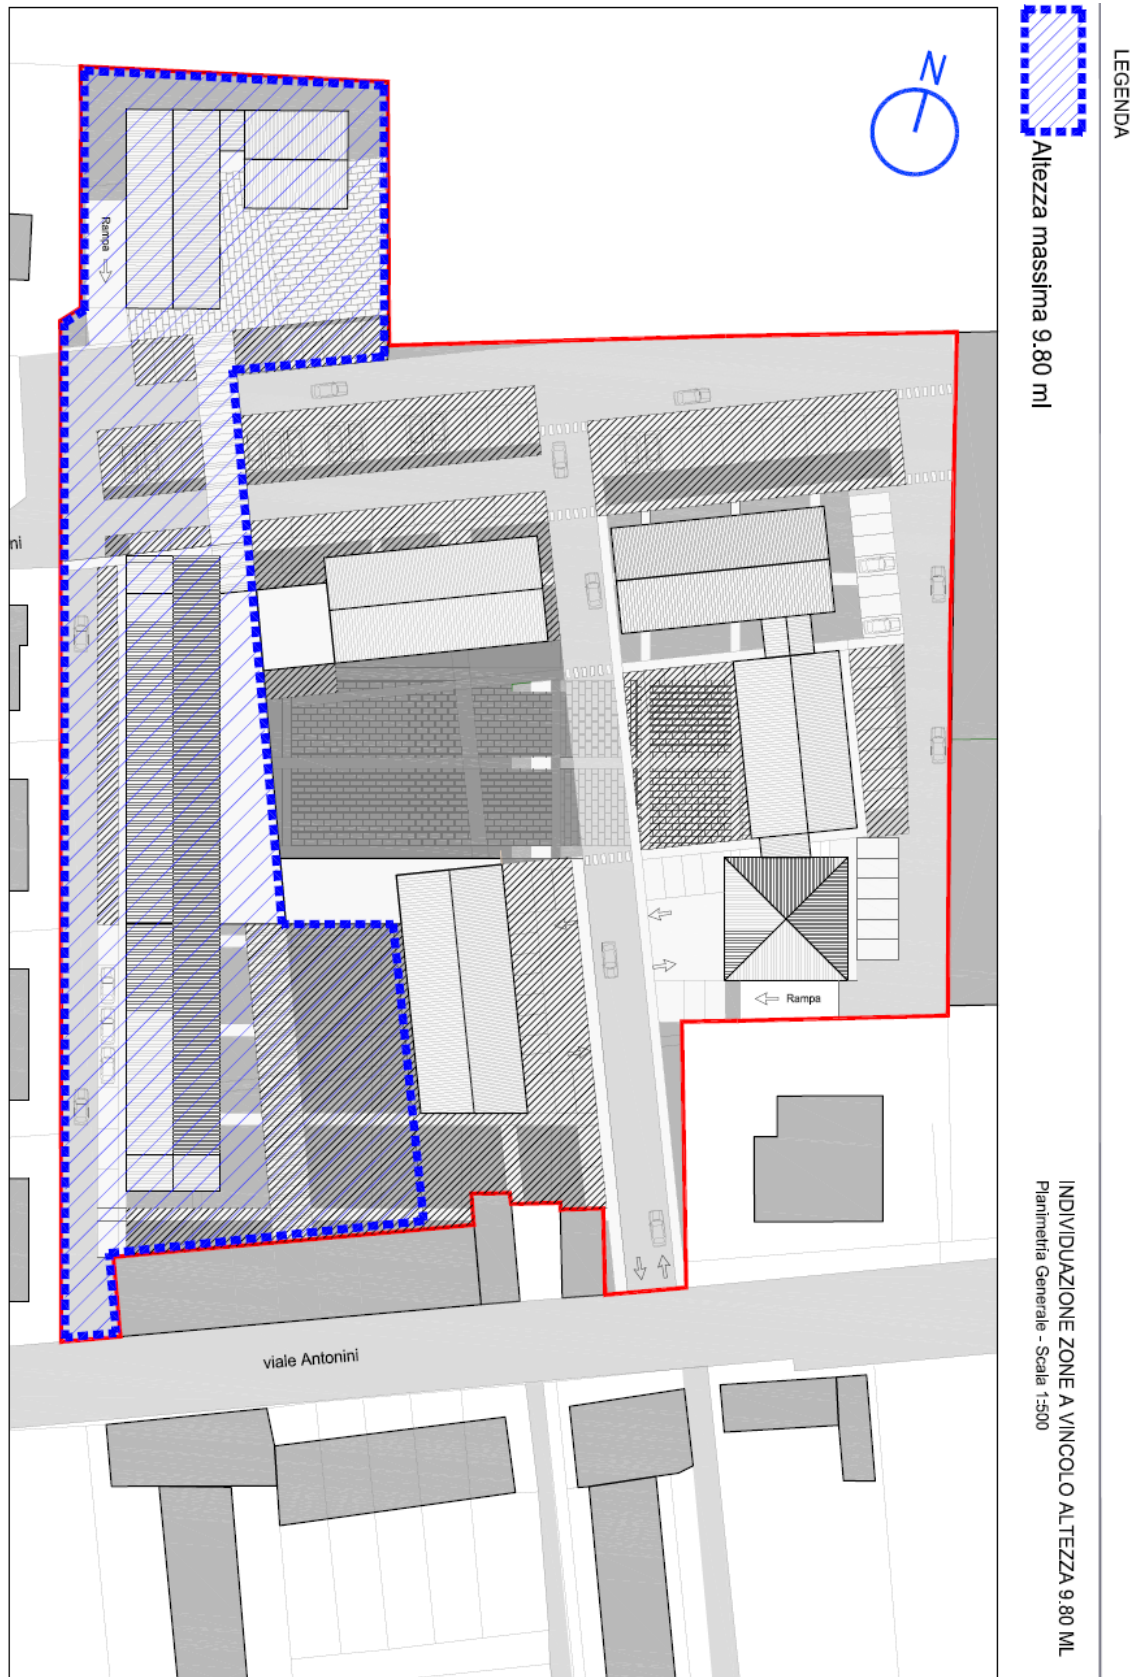 LEGENDA
Altezza massima 9.80 ml
INDIVIDUAZIONE ZONE A VINCOLO ALTEZZA 9.80 ML
Planimetria Generale - Scala 1:500
N
Rampa
ni
Rampa
viale Antonini